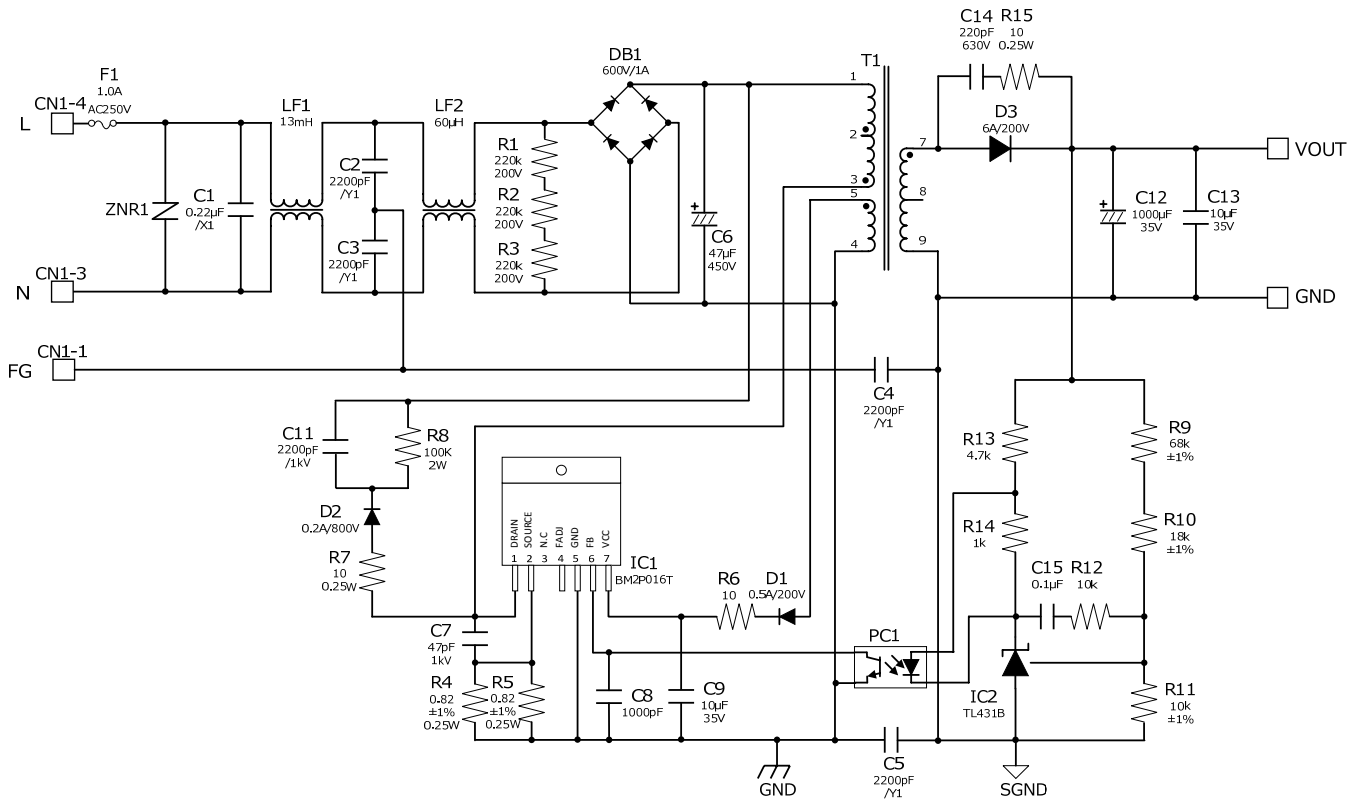 C14
220pF
630V
R15
10
0.25W
DB1
600V/1A
T1
1
2
3
5
4
7
8
9
F1
1.0A
AC250V
CN1-4
L
LF1
13mH
LF2
60μH
D3
6A/200V
VOUT
ZNR1
C1
0.22μF
/X1
C2
2200pF
/Y1
C3
2200pF
/Y1
R1
220k
200V
R2
220k
200V
R3
220k
200V
+
C6
47μF
450V
+
C12
1000μF
35V
C13
10μF
35V
CN1-3
N
GND
CN1-1
FG
C4
2200pF
/Y1
C11
2200pF
/1kV
R8
100K
2W
D2
0.2A/800V
R7
10
0.25W
DRAIN
SOURCE
N.C
FADJ
GND
FB
VCC
1
2
3
4
5
6
7
IC1
BM2P016T
R13
4.7k
R9
68k
±1%
R14
1k
R10
18k
±1%
C15
0.1μF
R12
10k
R6
10
D1
0.5A/200V
C7
47pF
1kV
R4
0.82
±1%
0.25W
R5
0.82
±1%
0.25W
C8
1000pF
C9
10μF
35V
PC1
IC2
TL431B
R11
10k
±1%
GND
C5
2200pF
/Y1
SGND